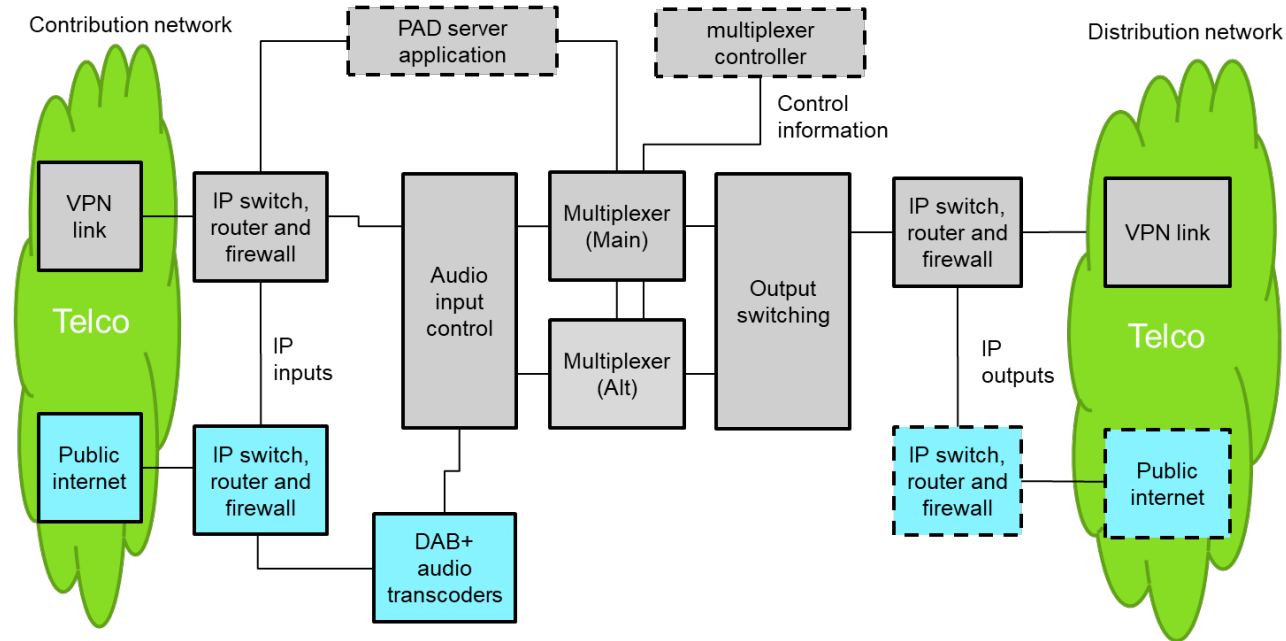 Contribution network
PAD server
application
multiplexer
controller
Distribution network
Control
information
VPN
link
IP switch,
router and
firewall
Audio
input
control
Multiplexer
(Main)
Output
switching
IP switch,
router and
firewall
VPN link
Telco
IP
inputs
Multiplexer
(Alt)
IP
outputs
Telco
Public
internet
IP switch,
router and
firewall
DAB+
audio
transcoders
IP switch,
router and
firewall
Public
internet